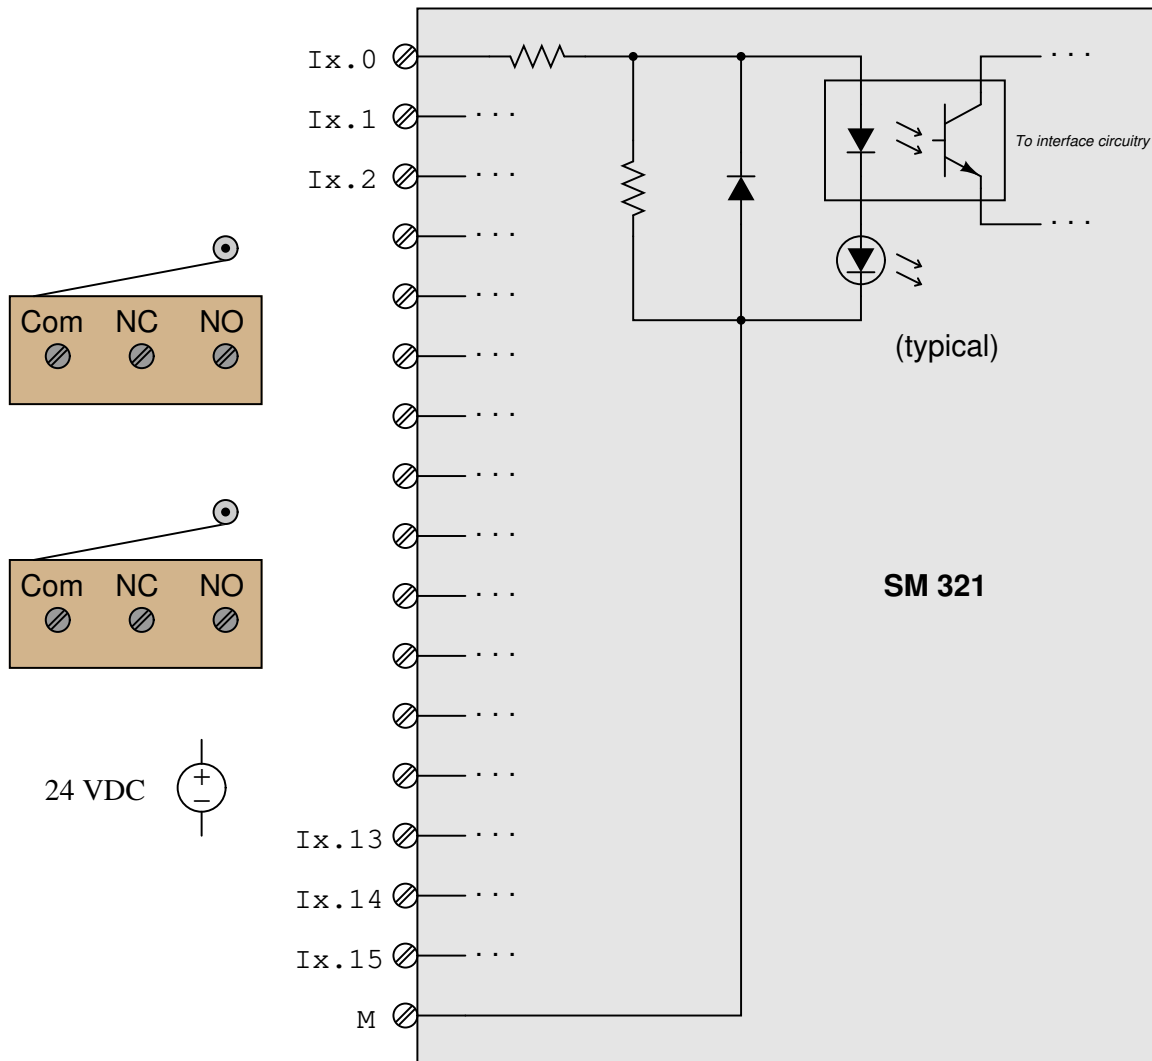 Ix.0
Ix.1
To interface circuitry
Ix.2
Com NC NO
(typical)
Com NC NO
SM 321
24 VDC
+
−
Ix.13
Ix.14
Ix.15
M